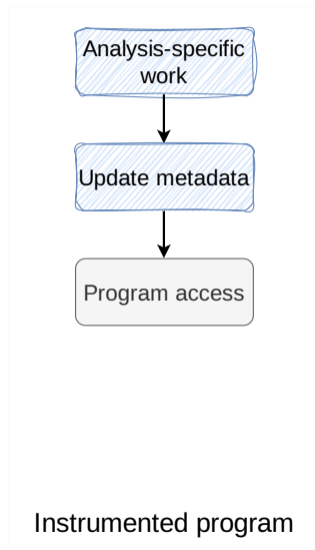 Analysis-specific
work
Update metadata
Program access
Instrumented program